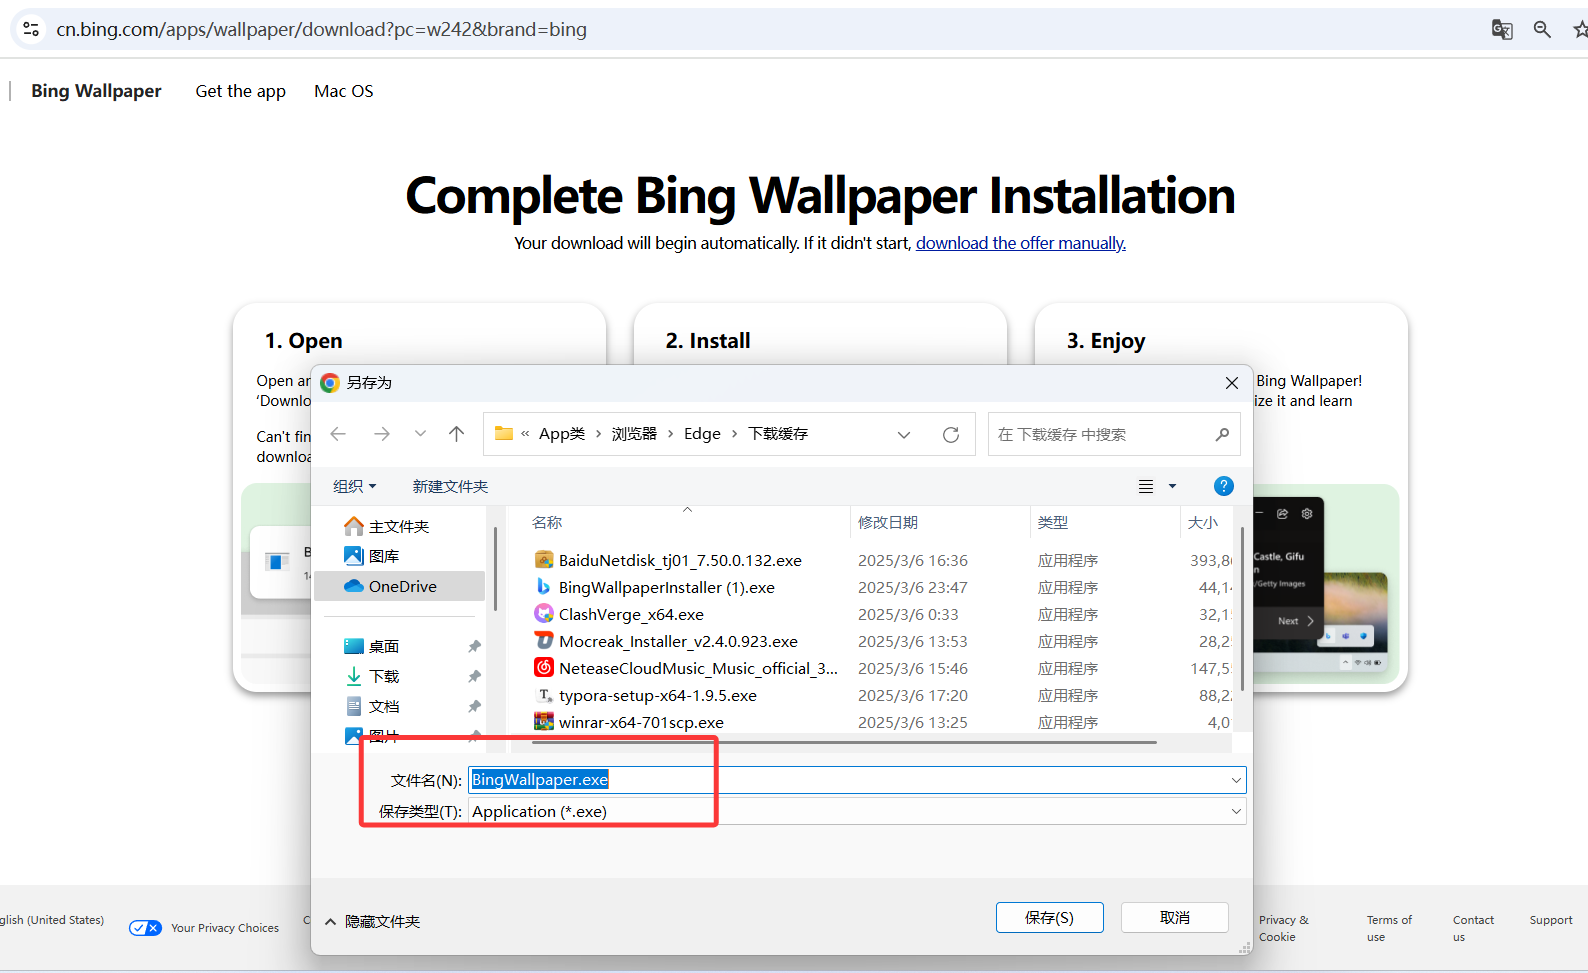 cn.bing.com/apps/wallpaper/download?pc=w242&brand=bing
Bing Wallpaper Get the app Mac OS
Complete Bing Wallpaper Installation
Your download will begin automatically. If it didn't start, download the offer manually.
1. Open
2. Install
3. Enjoy
Open an
'Downlo
Can't fin
downloa
Bing Wallpaper!
ize it and learn
另存为
« App类 › 浏览器 › Edge › 下载缓存
在 下载缓存 中搜索
组织 新建文件夹
主文件夹
图库
OneDrive
桌面
下载
文档
图片
名称 修改日期 类型 大小
BaiduNetdisk_tj01_7.50.0.132.exe 2025/3/6 16:36 应用程序 393,8
BingWallpaperInstaller (1).exe 2025/3/6 23:47 应用程序 44,1
ClashVerge_x64.exe 2025/3/6 0:33 应用程序 32,1
Mocreak_Installer_v2.4.0.923.exe 2025/3/6 13:53 应用程序 28,2
NeteaseCloudMusic_Music_official_3... 2025/3/6 15:46 应用程序 147,5
typora-setup-x64-1.9.5.exe 2025/3/6 17:20 应用程序 88,2
winrar-x64-701scp.exe 2025/3/6 13:25 应用程序 4,0
文件名(N): BingWallpaper.exe
保存类型(T): Application (*.exe)
隐藏文件夹
保存(S) 取消
B
14
Castle, Gifu
n
/Getty Images
Next
glish (United States)
Your Privacy Choices
C
Privacy &
Cookie
Terms of
use
Contact
us
Support